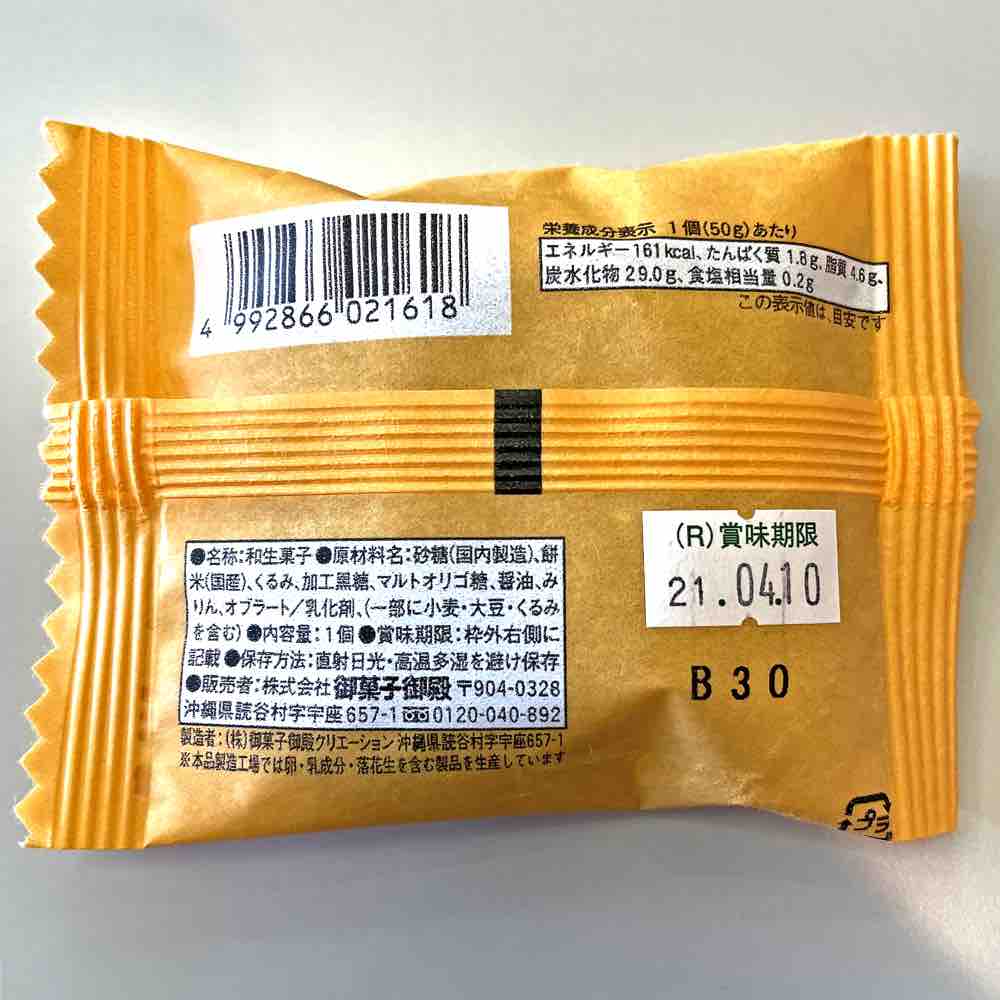 4 992866 021618
栄養成分表示 1個(50g)あたり
エネルギー161kcal、たんぱく質1.8g、脂質4.6g、
炭水化物29.0g、食塩相当量0.2g
この表示値は、目安です
(R)賞味期限
21.04.10
B30
●名称:和生菓子●原材料名:砂糖(国内製造)、餅
米(国産)、くるみ、加工黒糖、マルトオリゴ糖、醤油、み
りん、オブラート/乳化剤、(一部に小麦・大豆・くるみ
を含む)●内容量:1個●賞味期限:枠外右側に
記載●保存方法:直射日光・高温多湿を避け保存
●販売者:株式会社御菓子御殿〒904-0328
沖縄県読谷村字宇座657-1 0120-040-892
製造者:(株)御菓子御殿クリエーション 沖縄県読谷村字宇座657-1
※本品製造工場では卵・乳成分・落花生を含む製品を生産しています
プラ